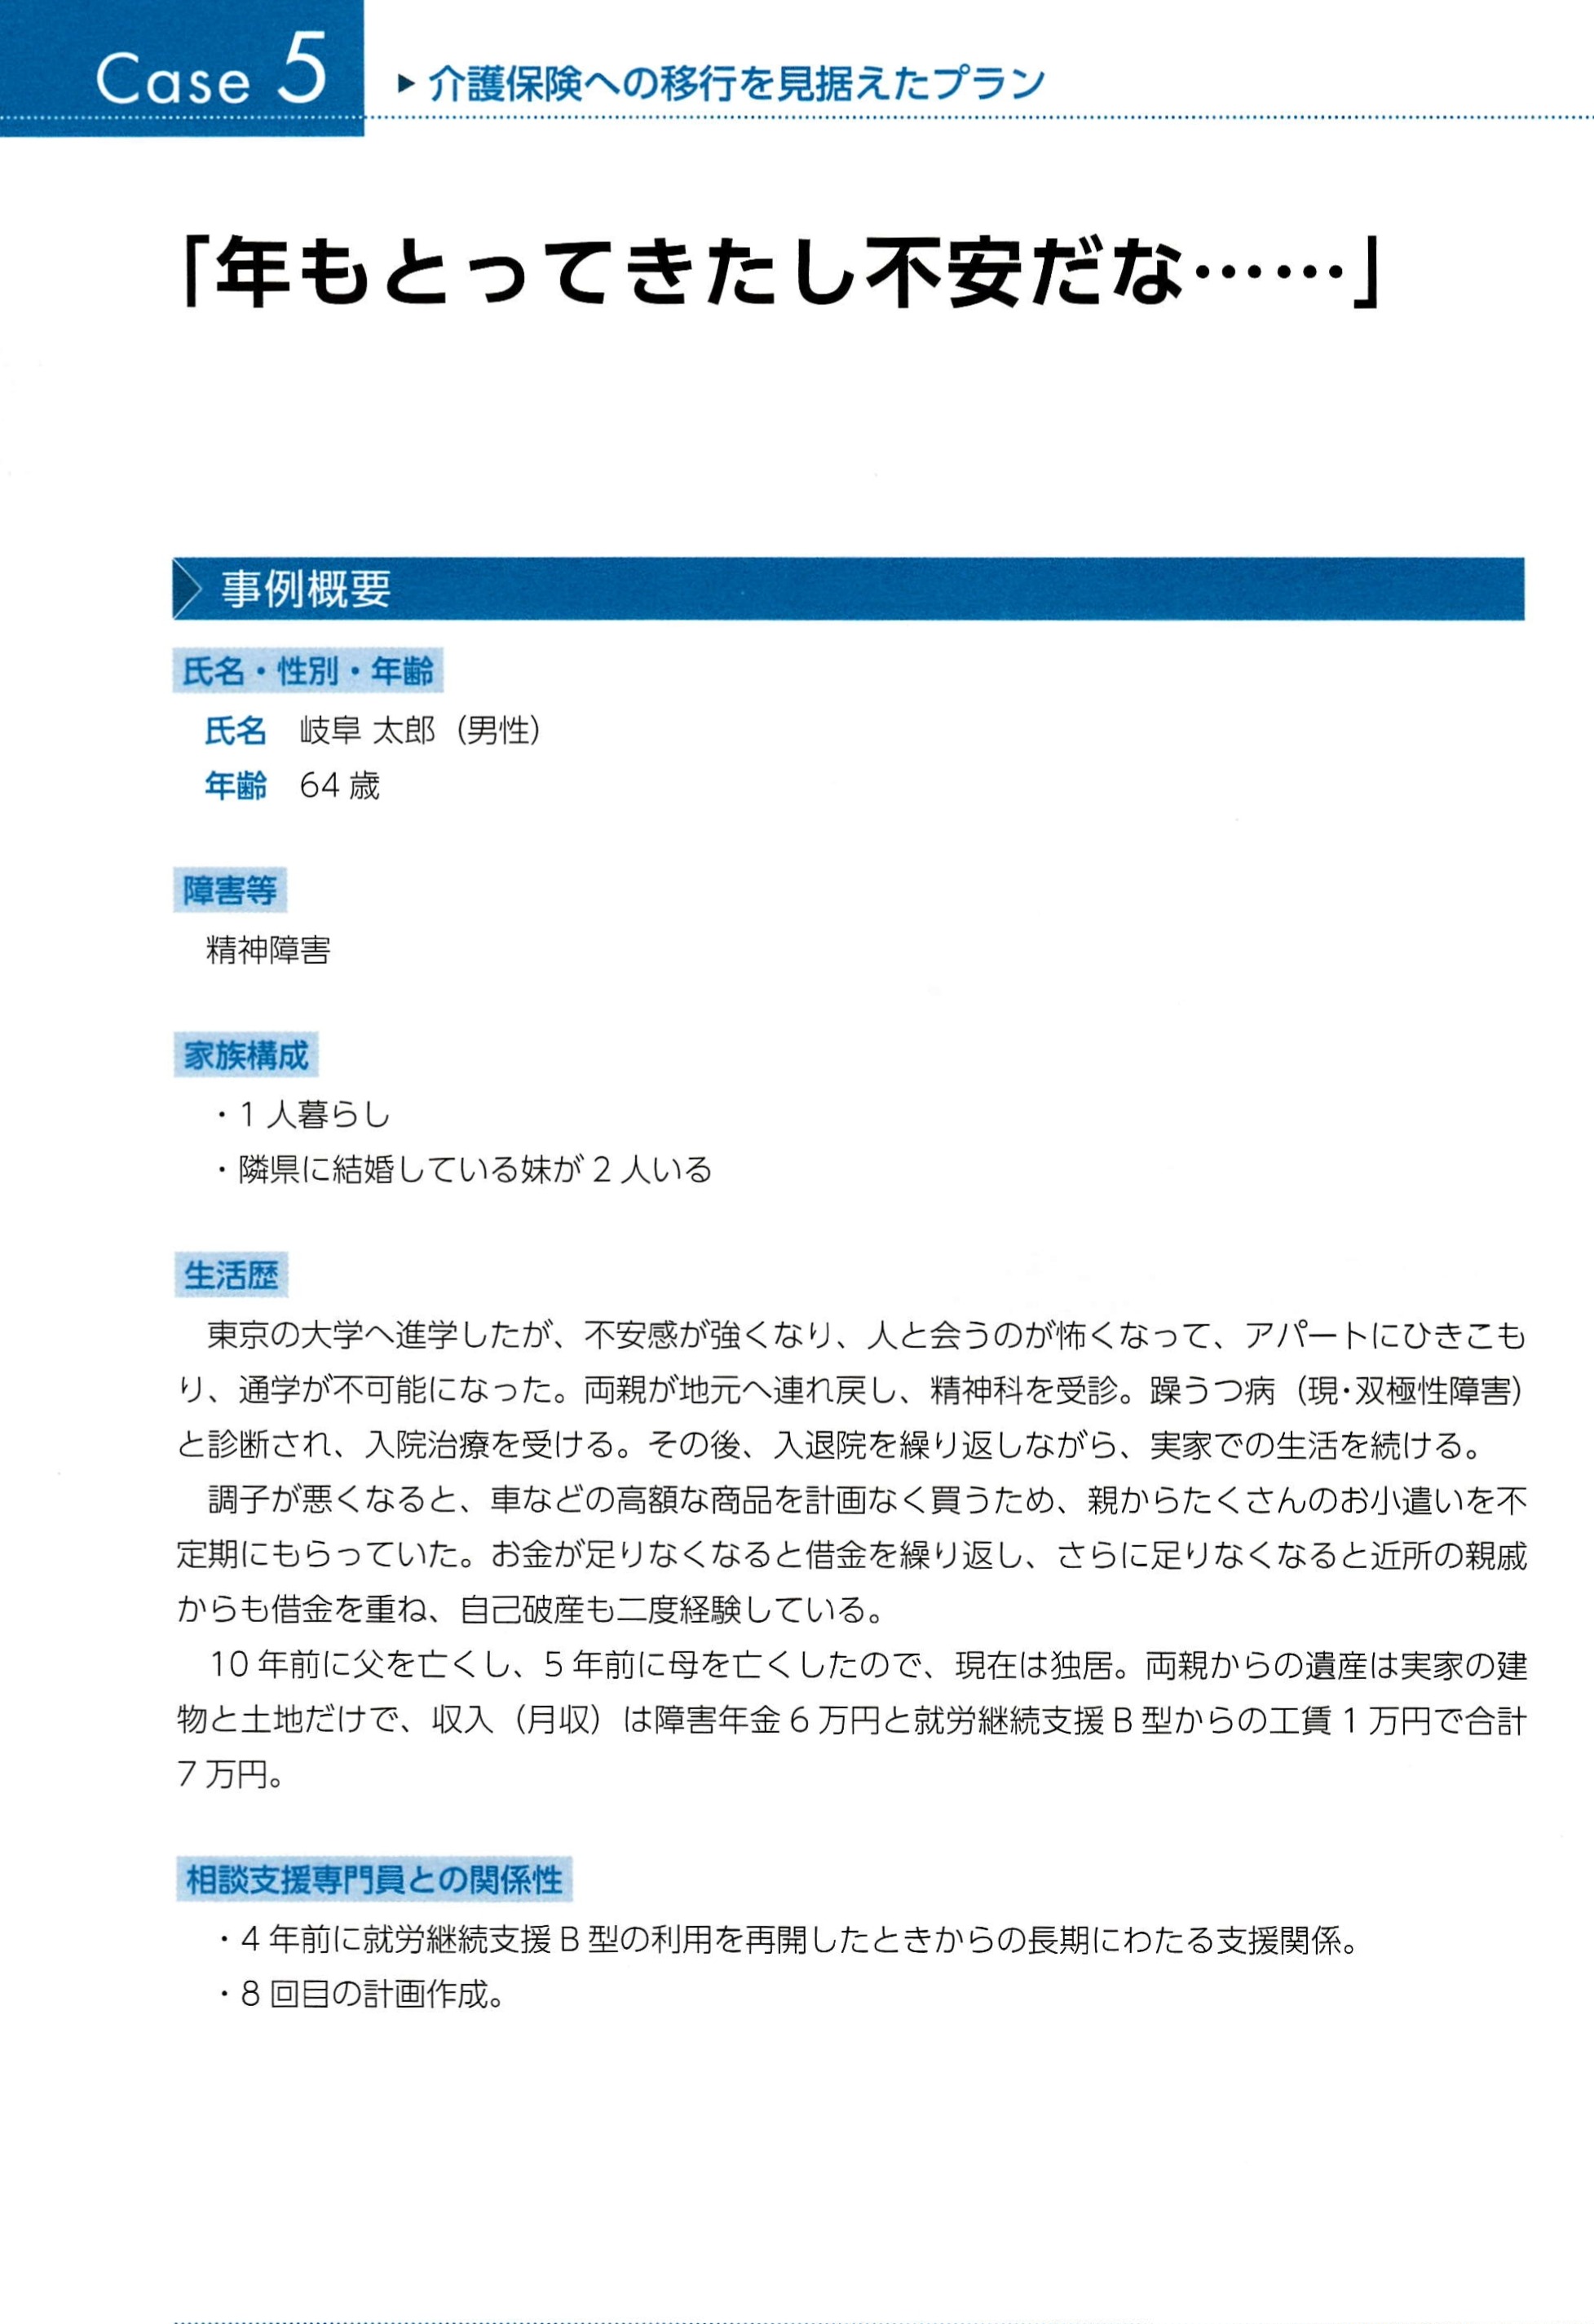 Case 5
▶介護保険への移行を見据えたプラン
「年もとってきたし不安だな……」
事例概要
氏名・性別・年齢
氏名 岐阜 太郎（男性）
年齢 64歳
障害等
精神障害
家族構成
・1人暮らし
・隣県に結婚している妹が2人いる
生活歴
東京の大学へ進学したが、不安感が強くなり、人と会うのが怖くなって、アパートにひきこも
り、通学が不可能になった。両親が地元へ連れ戻し、精神科を受診。躁うつ病（現・双極性障害）
と診断され、入院治療を受ける。その後、入退院を繰り返しながら、実家での生活を続ける。
調子が悪くなると、車などの高額な商品を計画なく買うため、親からたくさんのお小遣いを不
定期にもらっていた。お金が足りなくなると借金を繰り返し、さらに足りなくなると近所の親戚
からも借金を重ね、自己破産も二度経験している。
10年前に父を亡くし、5年前に母を亡くしたので、現在は独居。両親からの遺産は実家の建
物と土地だけで、収入（月収）は障害年金6万円と就労継続支援B型からの工賃1万円で合計
7万円。
相談支援専門員との関係性
・4年前に就労継続支援B型の利用を再開したときからの長期にわたる支援関係。
・8回目の計画作成。